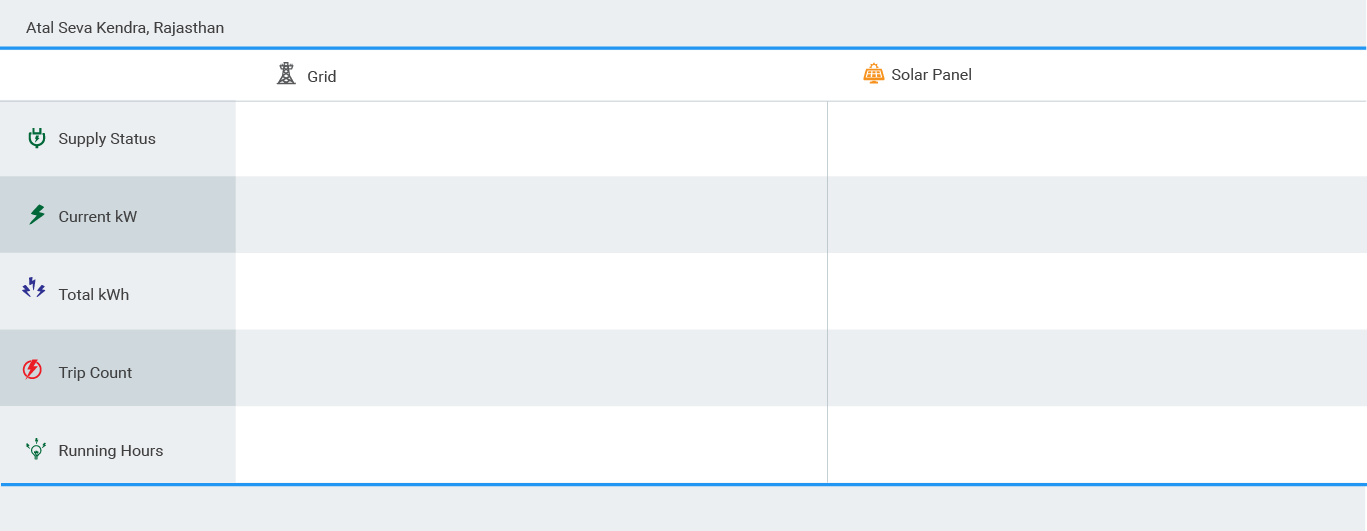 Atal Seva Kendra, Rajasthan
Grid
Solar Panel
Supply Status
Current kW
Total kWh
Trip Count
Running Hours